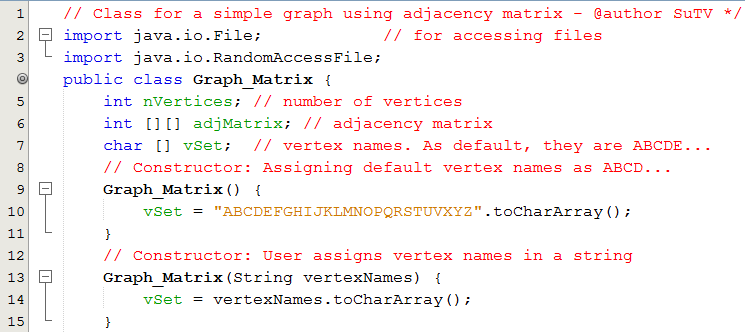 1 // Class for a simple graph using adjacency matrix - @author SuTV */
2 import java.io.File; // for accessing files
3 import java.io.RandomAccessFile;
public class Graph_Matrix {
5 int nVertices; // number of vertices
6 int [][] adjMatrix; // adjacency matrix
7 char [] vSet; // vertex names. As default, they are ABCDE...
8 // Constructor: Assigning default vertex names as ABCD...
9 Graph_Matrix() {
10 vSet = "ABCDEFGHIJKLMNOPQRSTUVXYZ".toCharArray();
11 }
12 // Constructor: User assigns vertex names in a string
13 Graph_Matrix(String vertexNames) {
14 vSet = vertexNames.toCharArray();
15 }